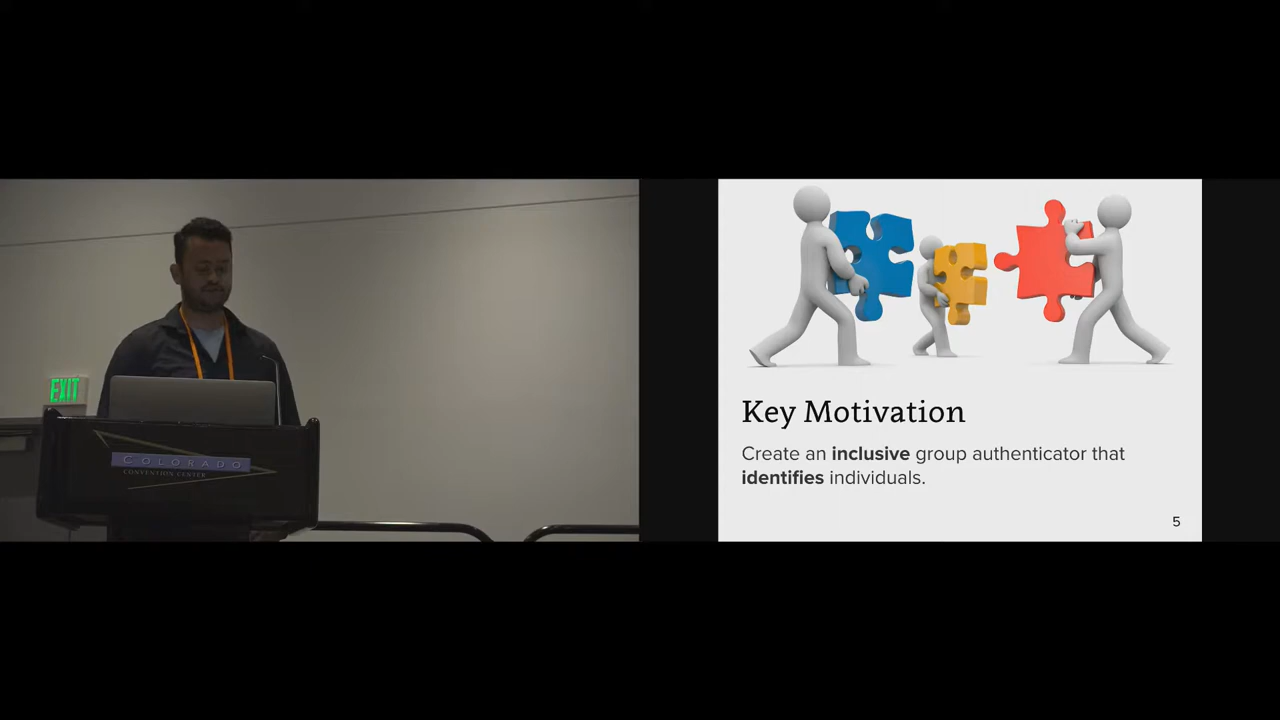 EXIT
COLORADO
CONVENTION CENTER
Key Motivation
Create an inclusive group authenticator that
identifies individuals.
5